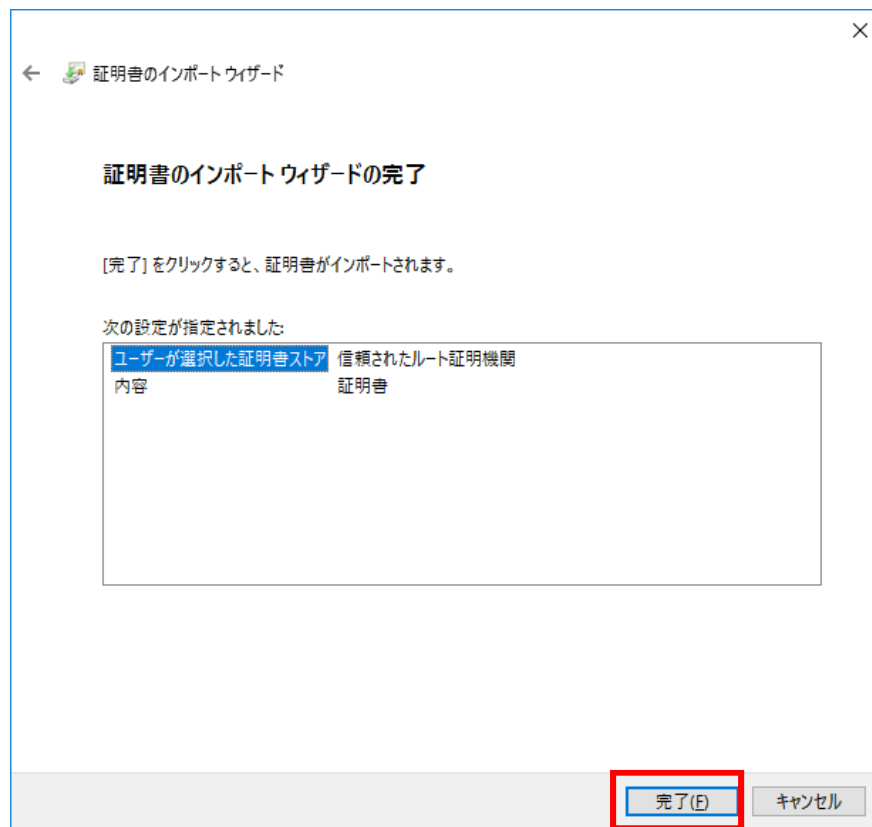 証明書のインポート ウィザード
証明書のインポート ウィザードの完了
[完了] をクリックすると、証明書がインポートされます。
次の設定が指定されました:
ユーザーが選択した証明書ストア 信頼されたルート証明機関
内容 証明書
完了(F) キャンセル